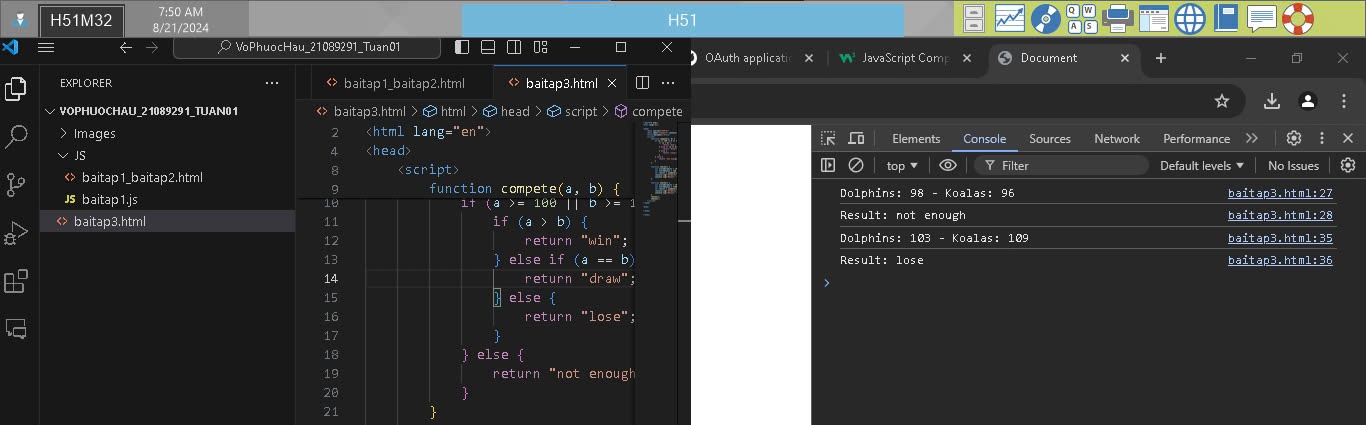 H51M32
7:50 AM
8/21/2024
H51
Q W
A S
VoPhuocHau_21089291_Tuan01
EXPLORER
VOPHUOCHAU_21089291_TUAN01
Images
JS
baitap1_baitap2.html
JS baitap1.js
baitap3.html
baitap1_baitap2.html
baitap3.html
baitap3.html > html > head > script > compete
2 <html lang="en">
4 <head>
8 <script>
9 function compete(a, b) {
10 if (a >= 100 || b >= 1
11 if (a > b) {
12 return "win";
13 } else if (a == b)
14 return "draw";
15 } else {
16 return "lose";
17 }
18 } else {
19 return "not enough
20 }
21 }
OAuth applicati
JavaScript Comp
Document
Elements
Console
Sources
Network
Performance
top
Filter
Default levels
No Issues
Dolphins: 98 - Koalas: 96 baitap3.html:27
Result: not enough baitap3.html:28
Dolphins: 103 - Koalas: 109 baitap3.html:35
Result: lose baitap3.html:36